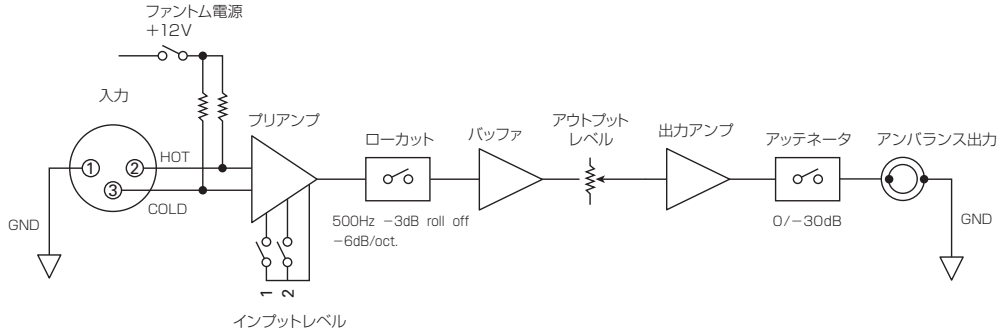 ファントム電源
+12V
入力
① ② HOT
③ COLD
GND
プリアンプ
1 2
インプットレベル
ローカット
500Hz −3dB roll off
−6dB/oct.
バッファ
アウトプット
レベル
出力アンプ
アッテネータ
0/−30dB
アンバランス出力
GND